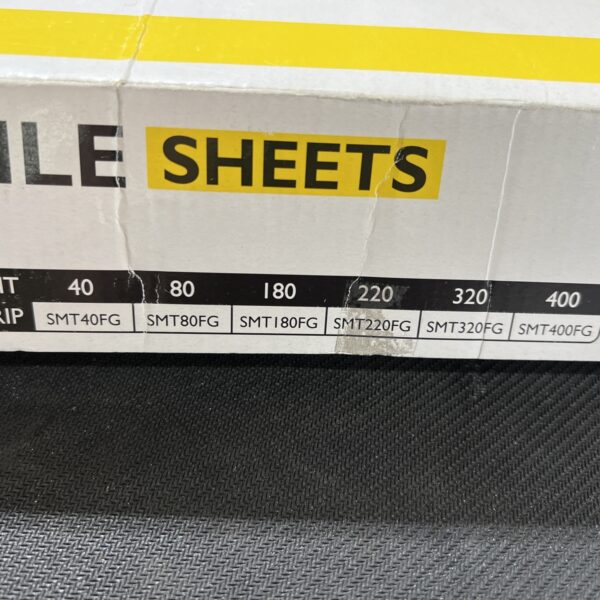 ILE SHEETS
IT 40 80 180 220 320 400
RIP SMT40FG SMT80FG SMT180FG SMT220FG SMT320FG SMT400FG